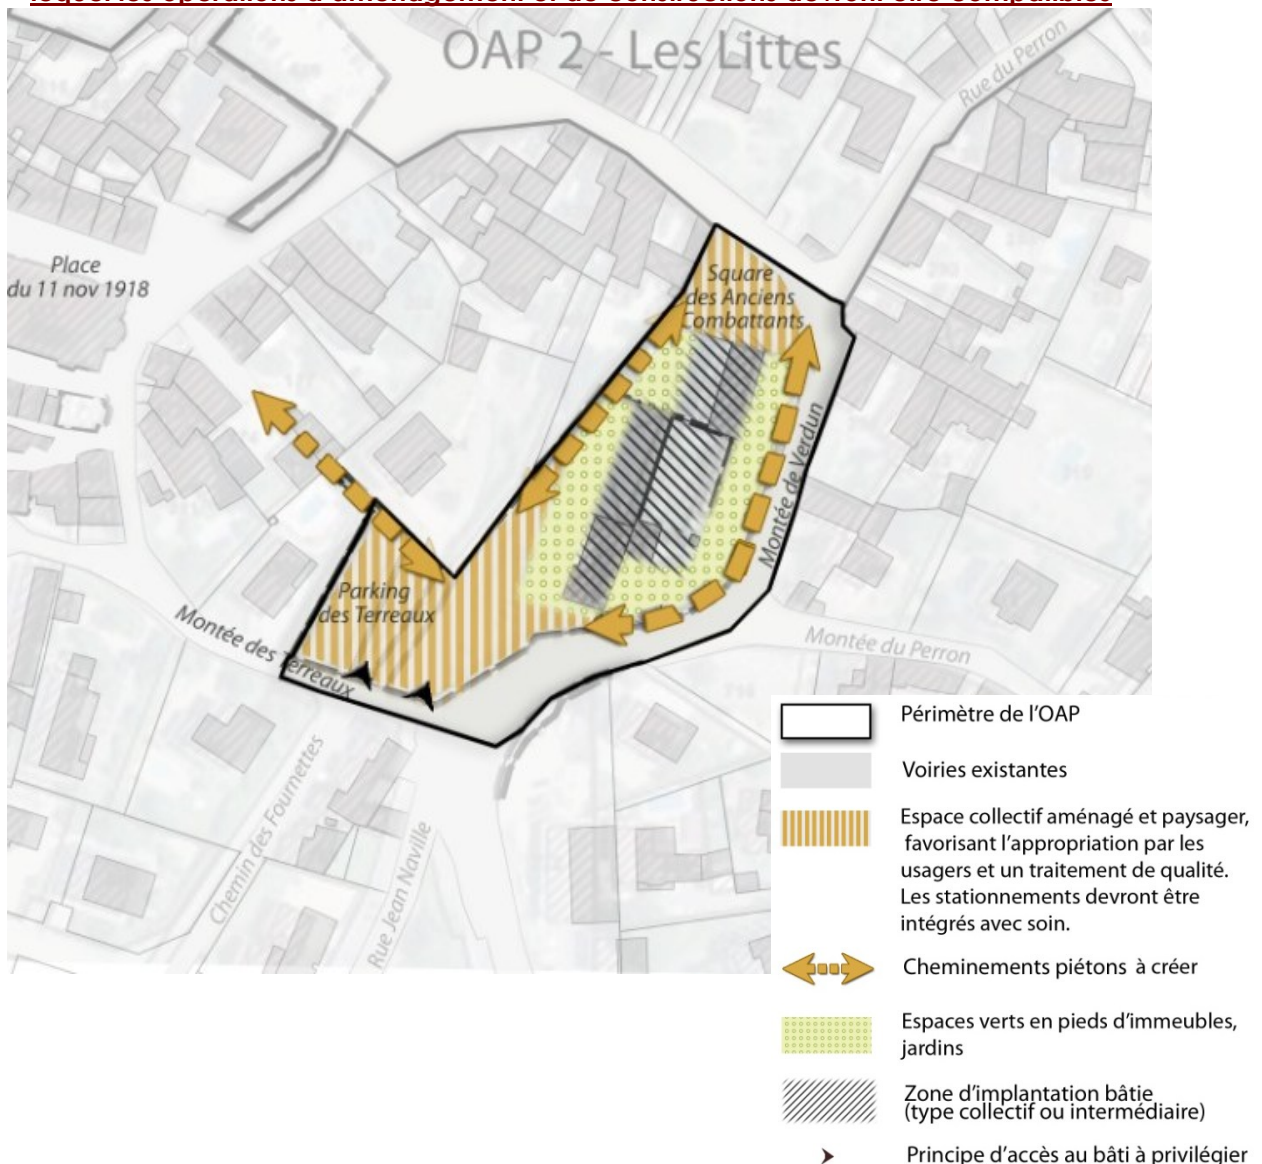 OAP 2 - Les Littes
Rue du Perron
Place
du 11 nov 1918
Square
des Anciens
Combattants
Montée de Verdun
Parking
des Terreaux
Montée des Terreaux
Montée du Perron
Chemin des Fournettes
Rue Jean Naville
Périmètre de l'OAP
Voiries existantes
Espace collectif aménagé et paysager,
favorisant l'appropriation par les
usagers et un traitement de qualité.
Les stationnements devront être
intégrés avec soin.
Cheminements piétons à créer
Espaces verts en pieds d'immeubles,
jardins
Zone d'implantation bâtie
(type collectif ou intermédiaire)
Principe d'accès au bâti à privilégier